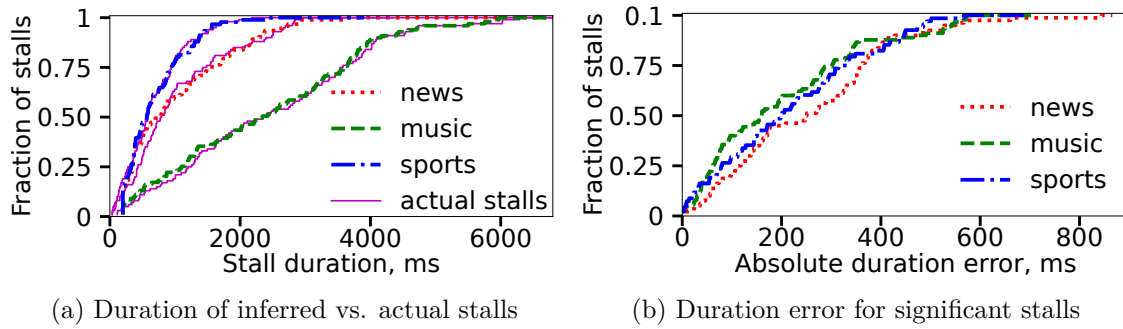 Fraction of stalls
1
0.75
0.50
0.25
0
0
2000
4000
6000
Stall duration, ms
news
music
sports
actual stalls
(a) Duration of inferred vs. actual stalls
Fraction of stalls
0.1
0.75
0.50
0.25
0
0
200
400
600
800
Absolute duration error, ms
news
music
sports
(b) Duration error for significant stalls